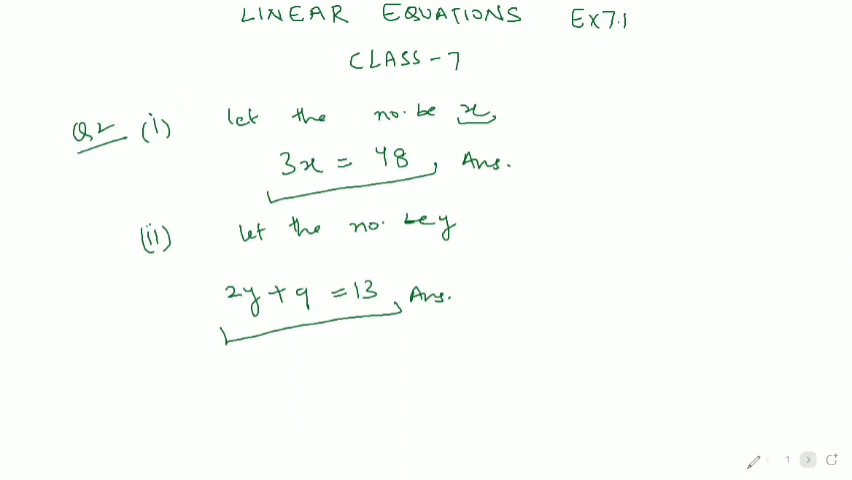 LINEAR EQUATIONS EX7.1
CLASS-7
Q2 (i) let the no. be x,
3x = 48, Ans.
(ii) let the no. be y
2y + 9 = 13, Ans.
1